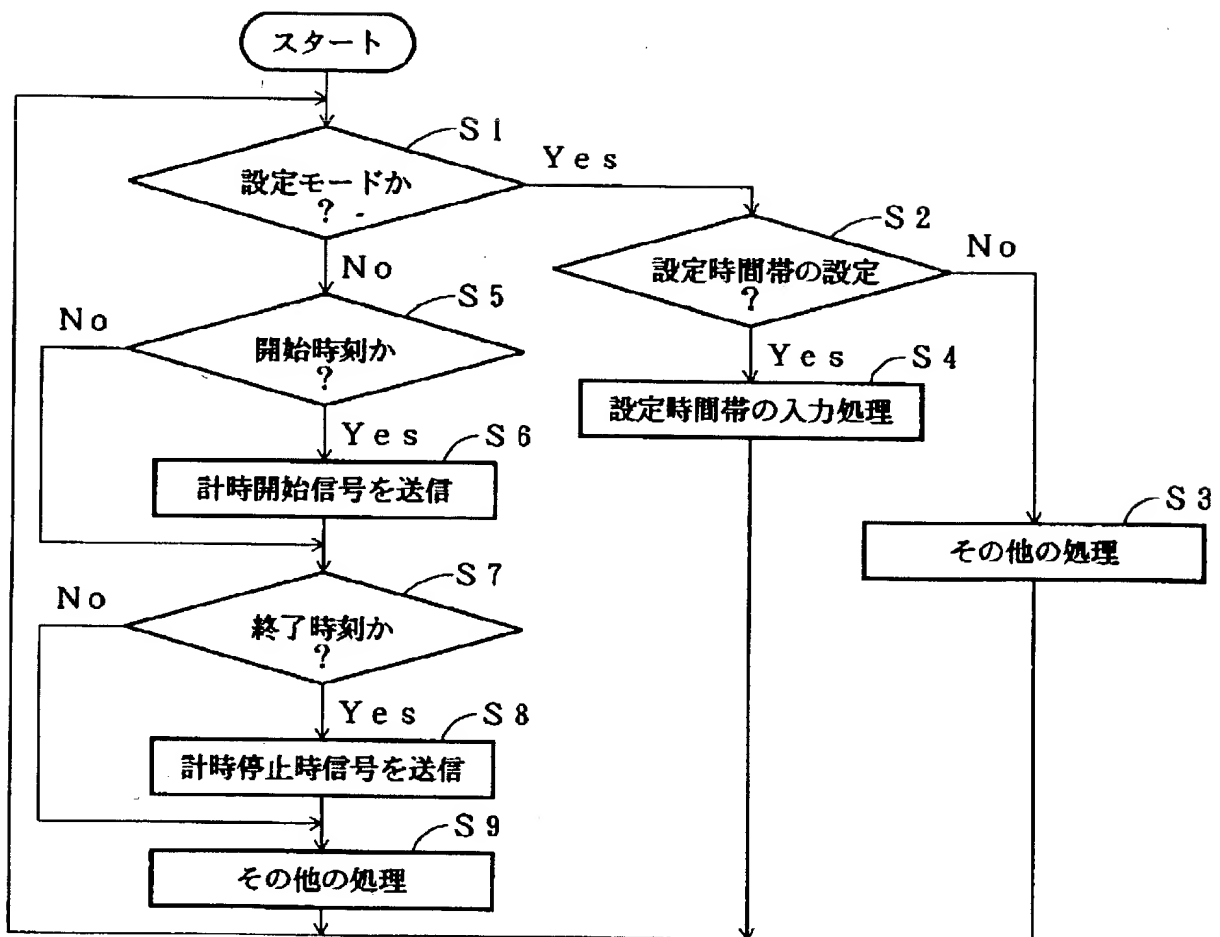 スタート
S1
設定モードか
?
Yes
No
S2
設定時間帯の設定
?
No
Yes
S4
設定時間帯の入力処理
S3
その他の処理
S5
開始時刻か
?
No
Yes
S6
計時開始信号を送信
S7
終了時刻か
?
No
Yes
S8
計時停止時信号を送信
S9
その他の処理